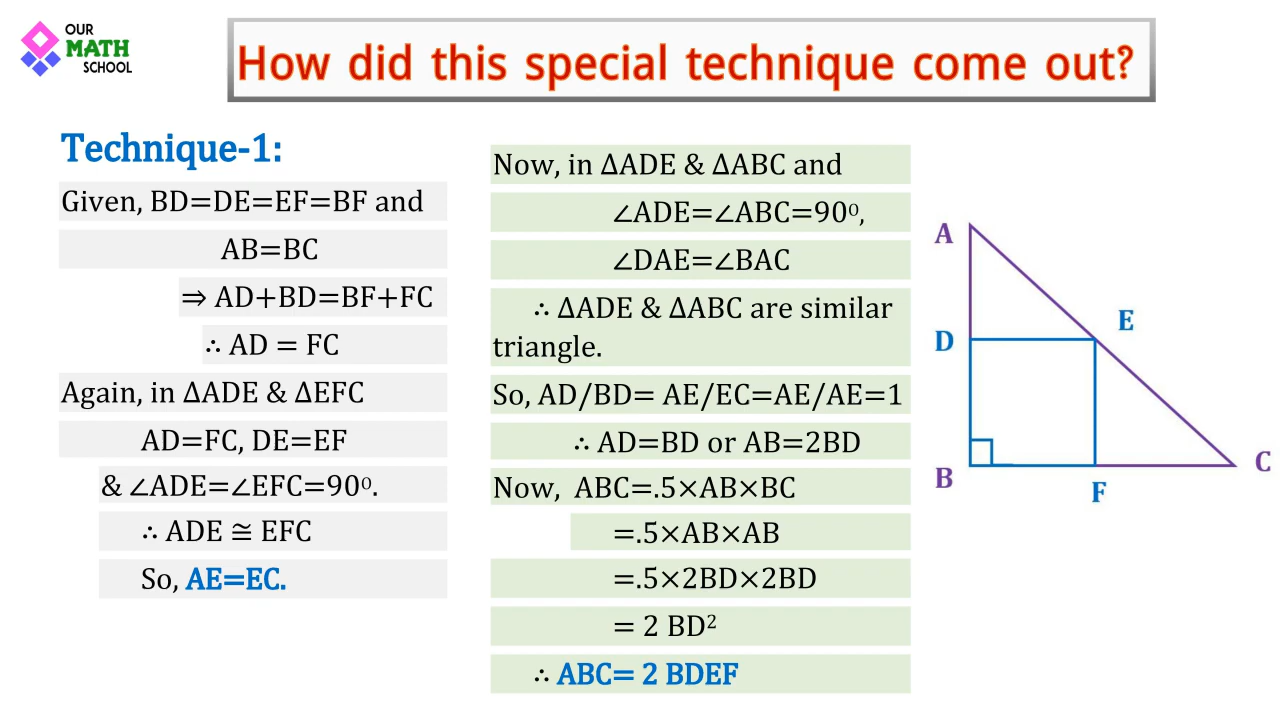 OUR
MATH
SCHOOL
How did this special technique come out?
Technique-1:
Given, BD=DE=EF=BF and
AB=BC
⇒ AD+BD=BF+FC
∴ AD = FC
Again, in ΔADE & ΔEFC
AD=FC, DE=EF
& ∠ADE=∠EFC=90⁰.
∴ ADE ≅ EFC
So, AE=EC.
Now, in ΔADE & ΔABC and
∠ADE=∠ABC=90⁰,
∠DAE=∠BAC
∴ ΔADE & ΔABC are similar
triangle.
So, AD/BD= AE/EC=AE/AE=1
∴ AD=BD or AB=2BD
Now, ABC=.5×AB×BC
=.5×AB×AB
=.5×2BD×2BD
= 2 BD²
∴ ABC= 2 BDEF
A
E
D
B
C
F